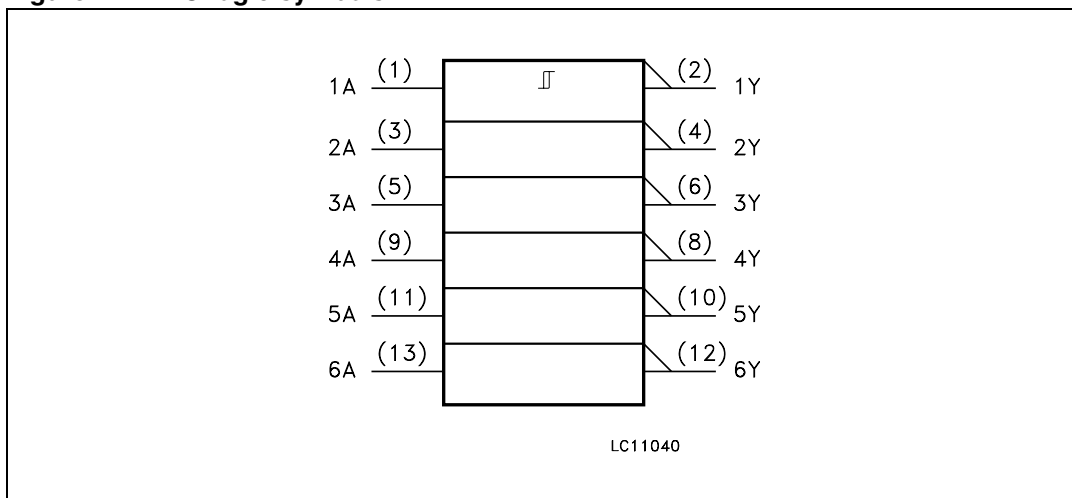 1A (1) (2) 1Y
2A (3) (4) 2Y
3A (5) (6) 3Y
4A (9) (8) 4Y
5A (11) (10) 5Y
6A (13) (12) 6Y
LC11040